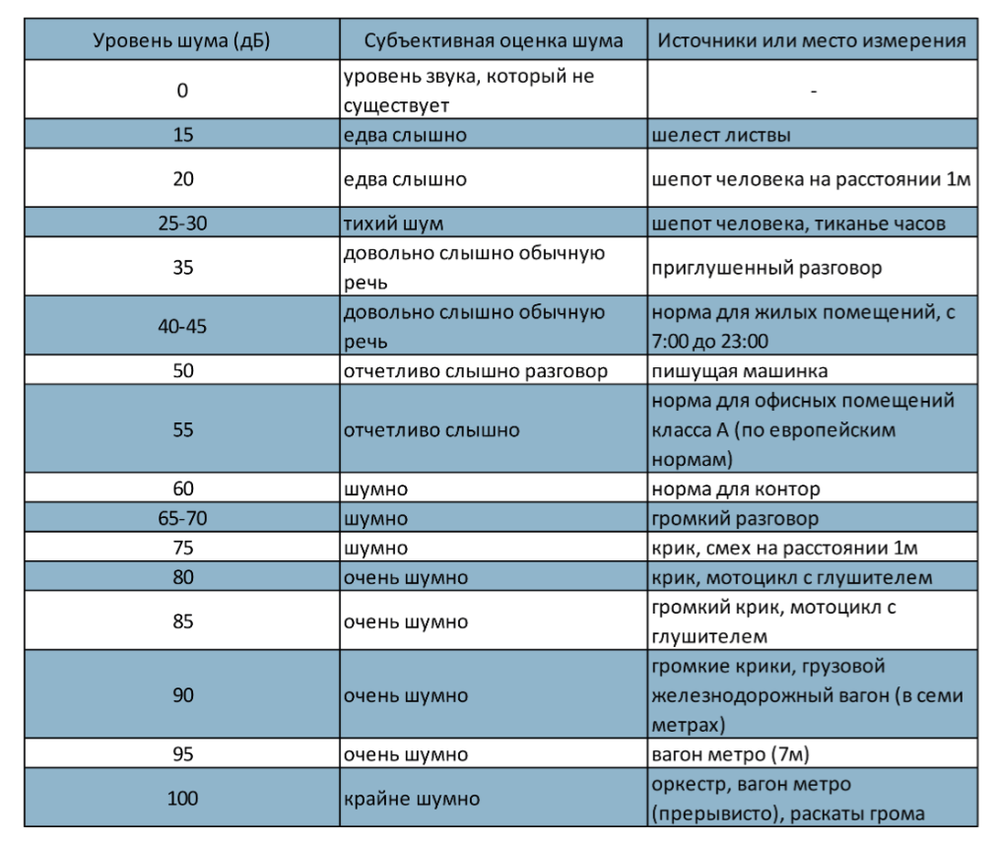 Уровень шума (дБ) Субъективная оценка шума Источники или место измерения
0 уровень звука, который не существует -
15 едва слышно шелест листвы
20 едва слышно шепот человека на расстоянии 1м
25-30 тихий шум шепот человека, тиканье часов
35 довольно слышно обычную речь приглушенный разговор
40-45 довольно слышно обычную речь норма для жилых помещений, с 7:00 до 23:00
50 отчетливо слышно разговор пишущая машинка
55 отчетливо слышно норма для офисных помещений класса А (по европейским нормам)
60 шумно норма для контор
65-70 шумно громкий разговор
75 шумно крик, смех на расстоянии 1м
80 очень шумно крик, мотоцикл с глушителем
85 очень шумно громкий крик, мотоцикл с глушителем
90 очень шумно громкие крики, грузовой железнодорожный вагон (в семи метрах)
95 очень шумно вагон метро (7м)
100 крайне шумно оркестр, вагон метро (прерывисто), раскаты грома